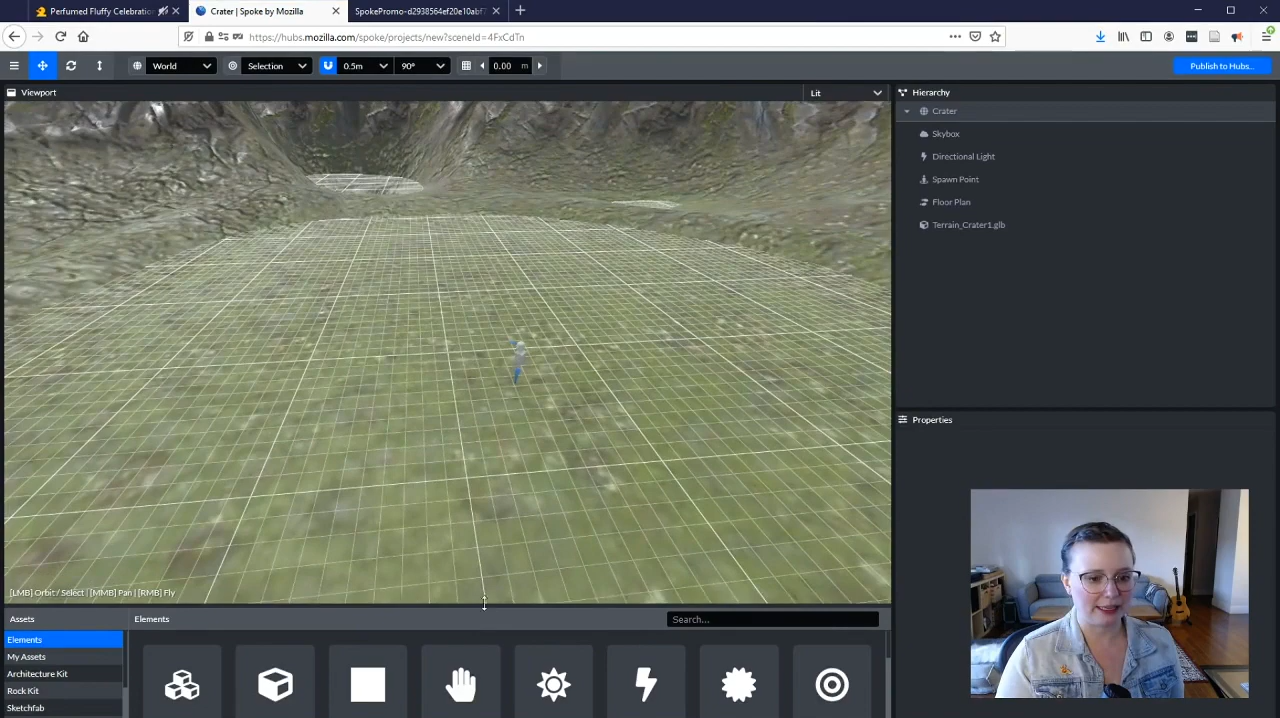 Perfumed Fluffy Celebration
Crater | Spoke by Mozilla
SpokePromo-d2938564ef20e10abf7
https://hubs.mozilla.com/spoke/projects/new?sceneId=4FxCdTn
World
Selection
0.5m
90°
0.00 m
Publish to Hubs...
Viewport
Lit
Hierarchy
Crater
Skybox
Directional Light
Spawn Point
Floor Plan
Terrain_Crater1.glb
Properties
[LMB] Orbit / Select | [MMB] Pan | [RMB] Fly
Assets
Elements
Search...
Elements
My Assets
Architecture Kit
Rock Kit
Sketchfab